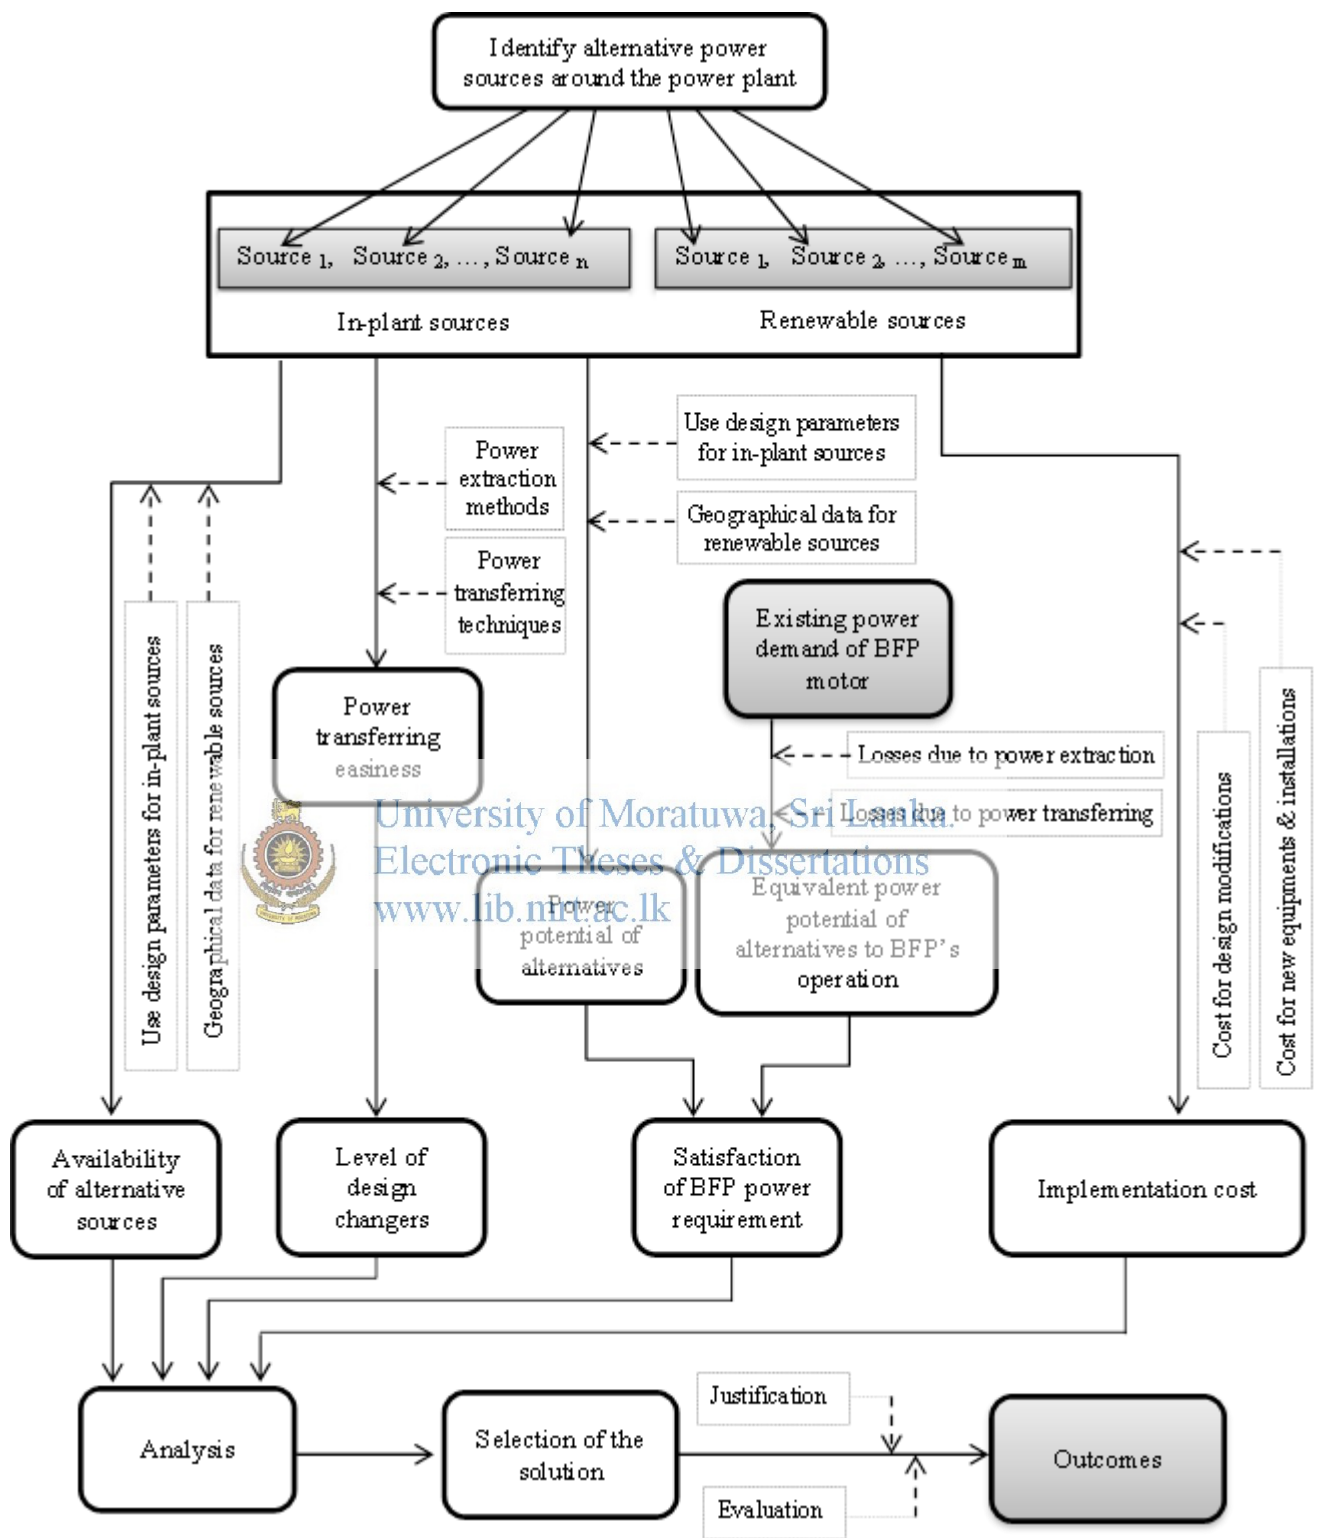 Identify alternative power
sources around the power plant
Source 1, Source 2, ..., Source n
Source 1, Source 2, ..., Source m
In-plant sources
Renewable sources
Use design parameters
for in-plant sources
Power
extraction
methods
Geographical data for
renewable sources
Power
transferring
techniques
Existing power
demand of BFP
motor
Use design parameters for in-plant sources
Geographical data for renewable sources
Power
transferring
easiness
Losses due to power extraction
Losses due to power transferring
Cost for design modifications
Cost for new equipments & installations
University of Moratuwa, Sri Lanka.
Electronic Theses & Dissertations
www.lib.mrt.ac.lk
Power
potential of
alternatives
Equivalent power
potential of
alternatives to BFP's
operation
Availability
of alternative
sources
Level of
design
changers
Satisfaction
of BFP power
requirement
Implementation cost
Analysis
Selection of the
solution
Justification
Evaluation
Outcomes